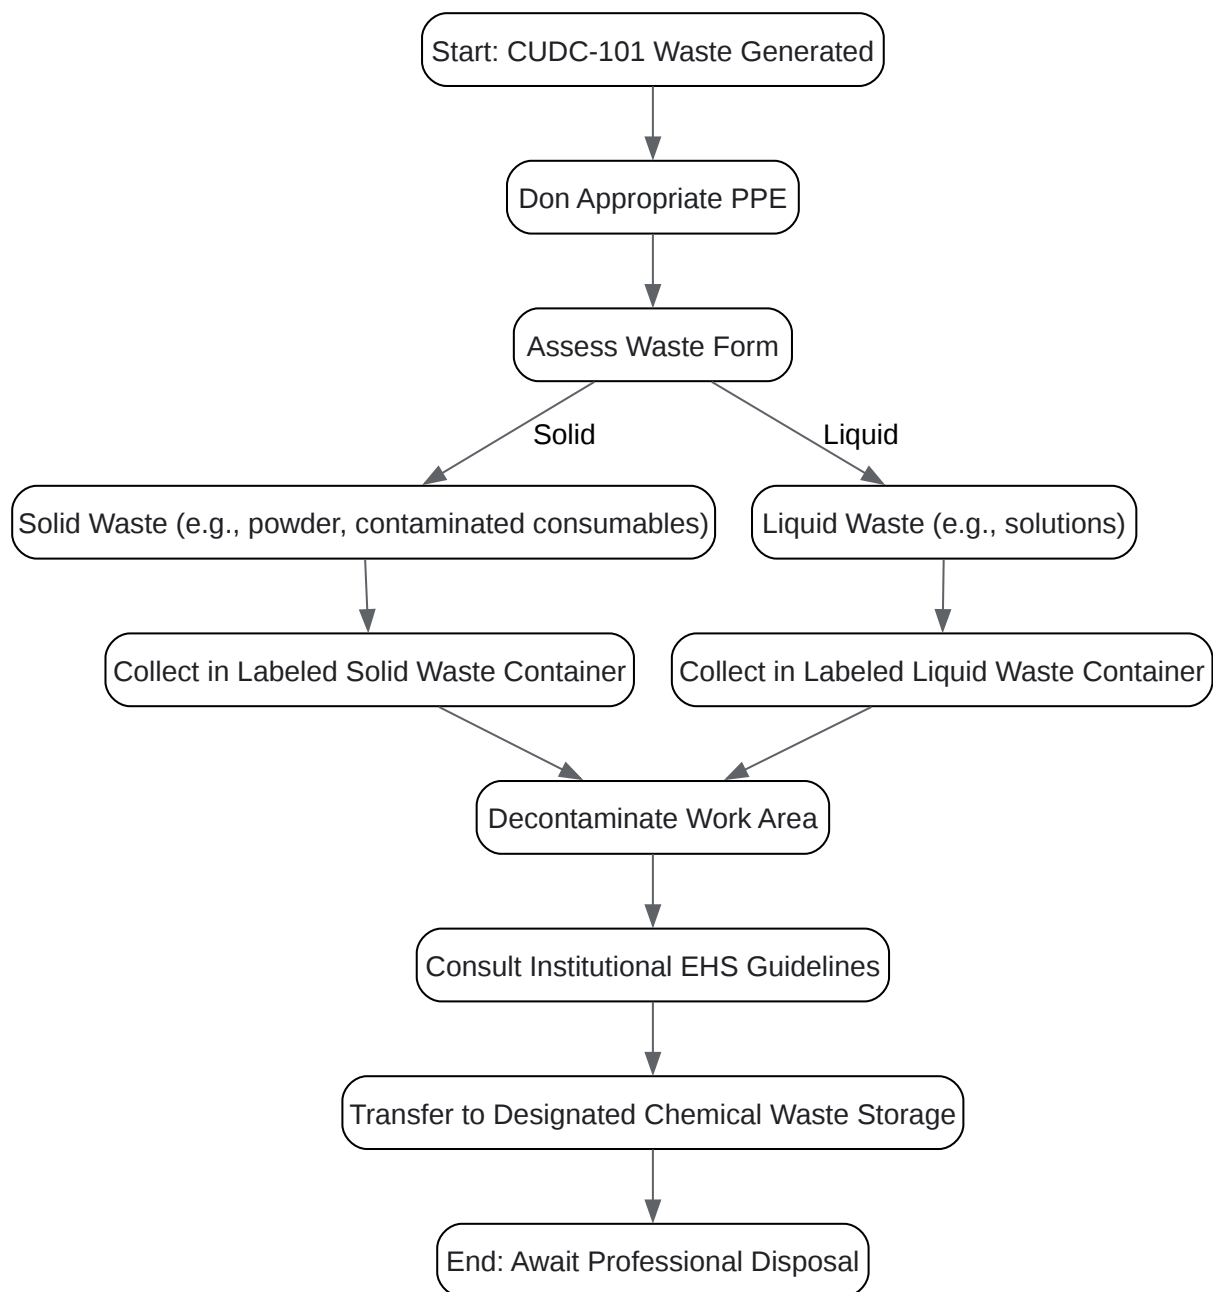 Start: CUDC-101 Waste Generated
Don Appropriate PPE
Assess Waste Form
Solid
Liquid
Solid Waste (e.g., powder, contaminated consumables)
Liquid Waste (e.g., solutions)
Collect in Labeled Solid Waste Container
Collect in Labeled Liquid Waste Container
Decontaminate Work Area
Consult Institutional EHS Guidelines
Transfer to Designated Chemical Waste Storage
End: Await Professional Disposal